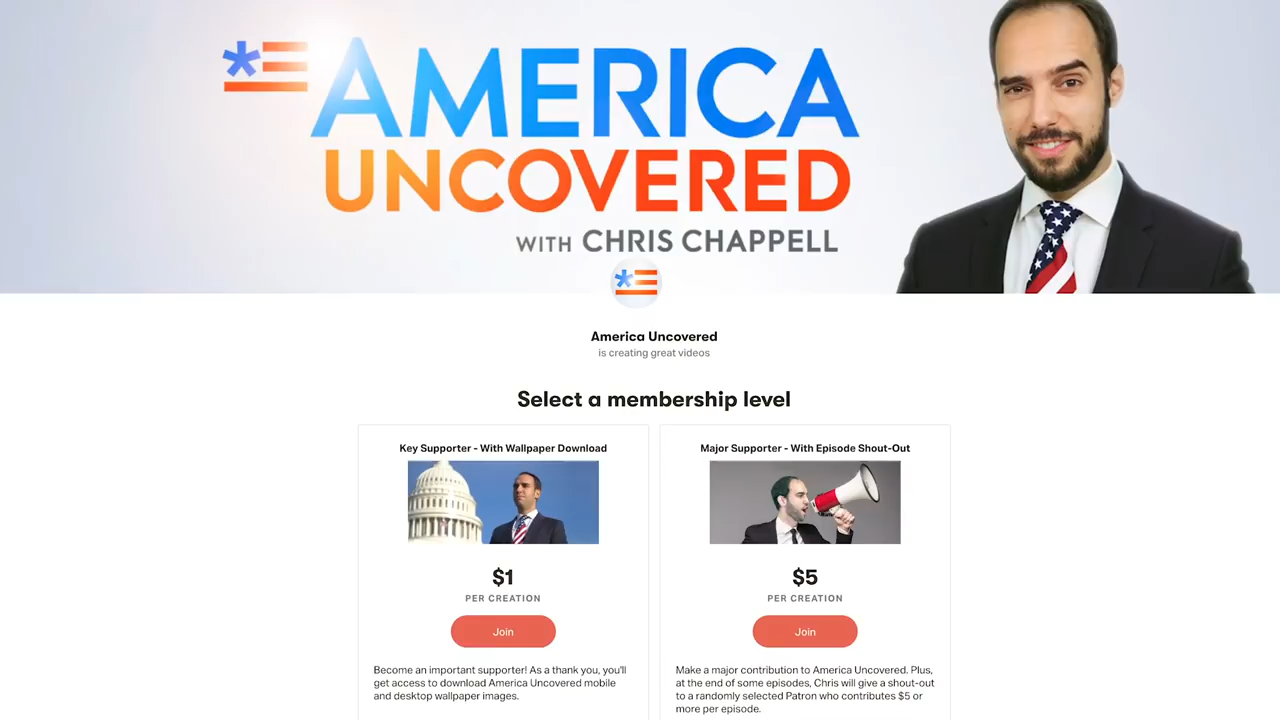 AMERICA
UNCOVERED
WITH CHRIS CHAPPELL
America Uncovered
is creating great videos
Select a membership level
Key Supporter - With Wallpaper Download
$1
PER CREATION
Join
Become an important supporter! As a thank you, you'll
get access to download America Uncovered mobile
and desktop wallpaper images.
Major Supporter - With Episode Shout-Out
$5
PER CREATION
Join
Make a major contribution to America Uncovered. Plus,
at the end of some episodes, Chris will give a shout-out
to a randomly selected Patron who contributes $5 or
more per episode.